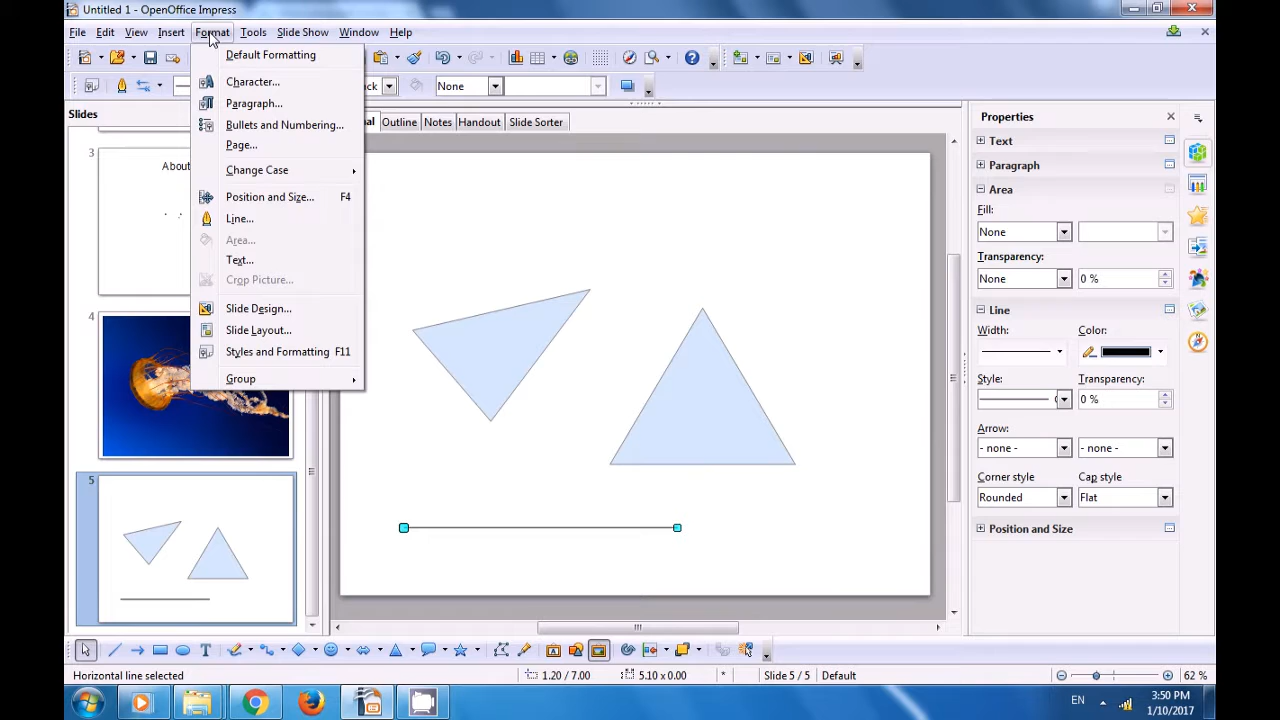 Untitled 1 - OpenOffice Impress
File Edit View Insert Format Tools Slide Show Window Help
Default Formatting
Character...
Paragraph...
Bullets and Numbering...
Page...
Change Case
Position and Size... F4
Line...
Area...
Text...
Crop Picture...
Slide Design...
Slide Layout...
Styles and Formatting F11
Group
None
Outline Notes Handout Slide Sorter
Slides
3
About
4
5
Properties
Text
Paragraph
Area
Fill:
None
Transparency:
None 0 %
Line
Width: Color:
Style: Transparency:
0 %
Arrow:
- none - - none -
Corner style Cap style
Rounded Flat
Position and Size
Horizontal line selected 1.20 / 7.00 5.10 x 0.00 * Slide 5 / 5 Default 62 %
EN
3:50 PM
1/10/2017